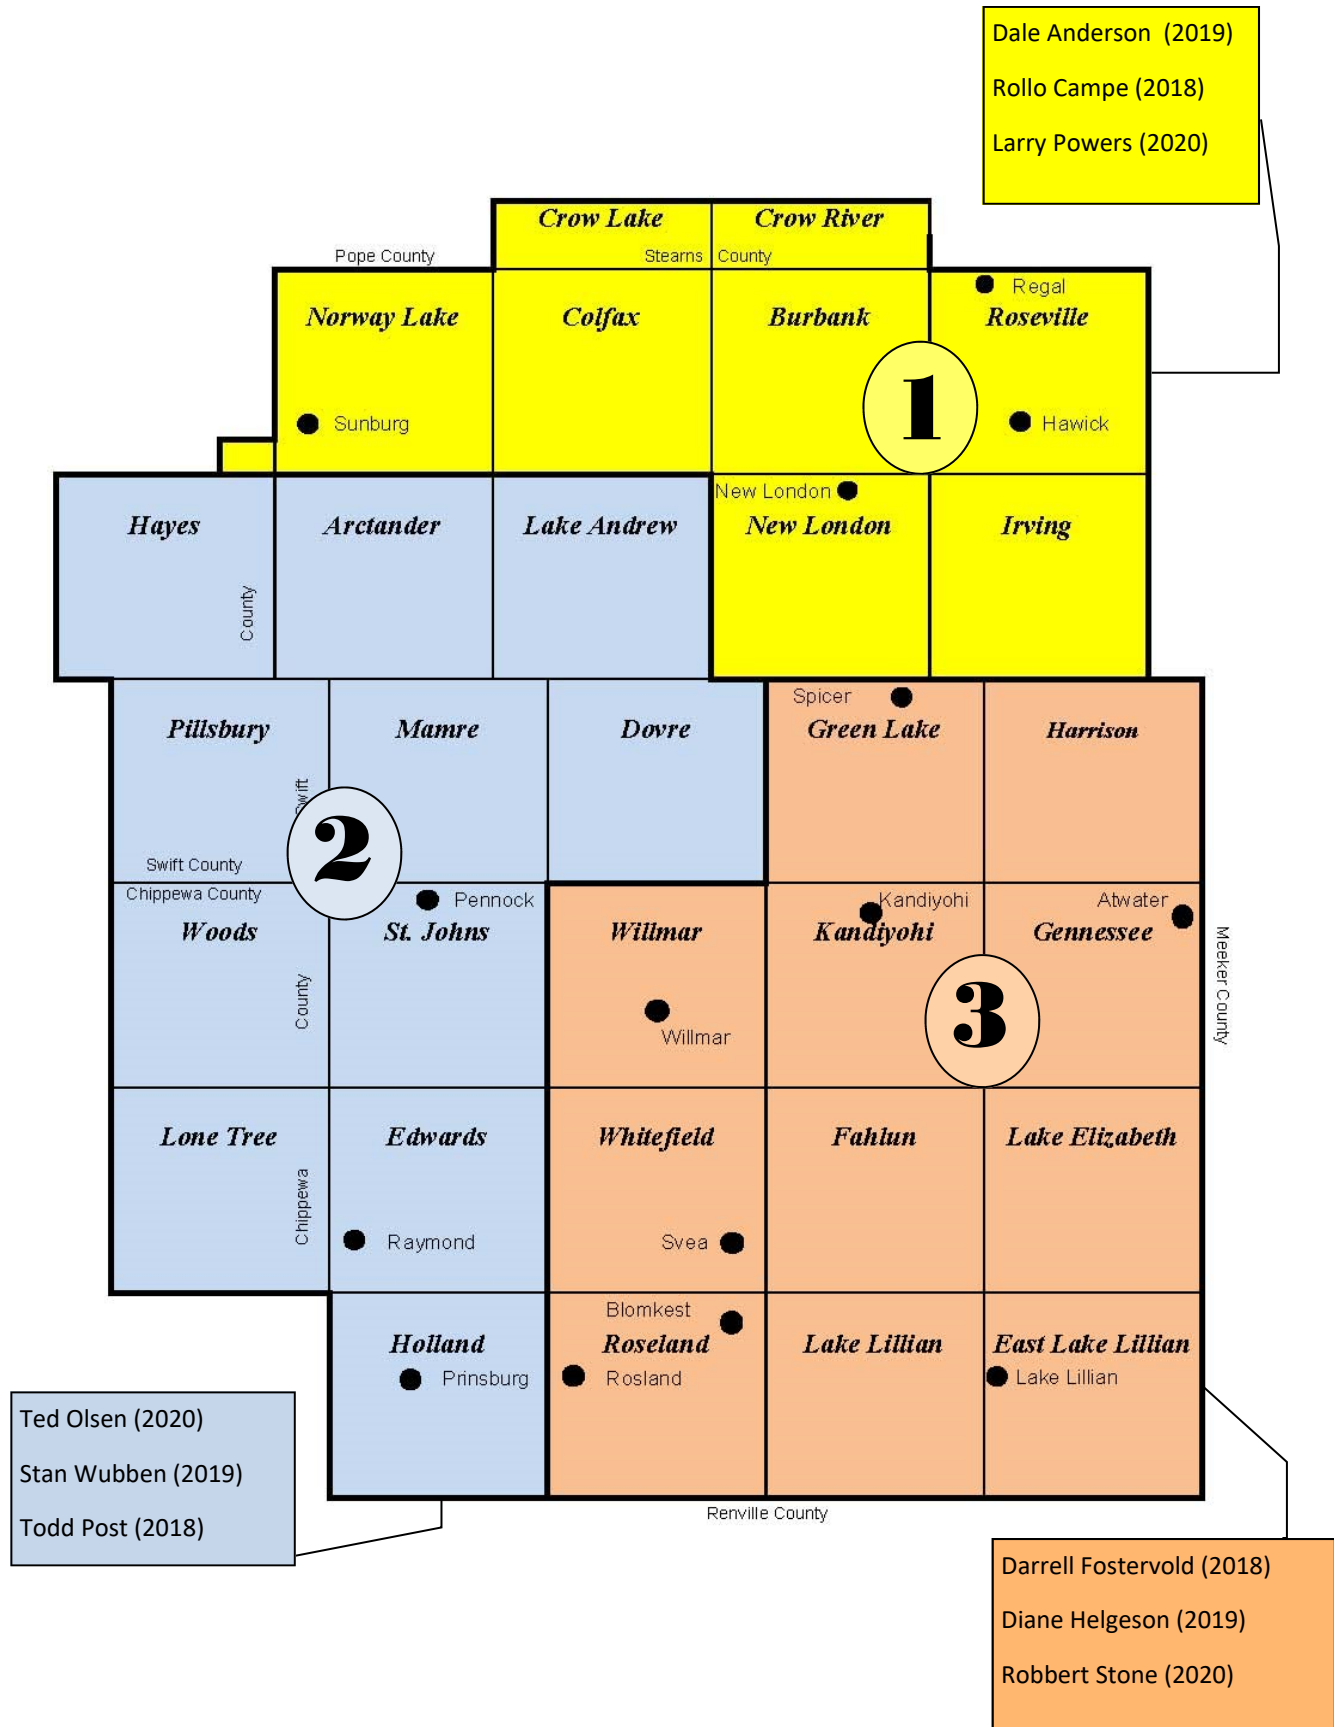 Dale Anderson (2019)
Rollo Campe (2018)
Larry Powers (2020)
Crow Lake
Crow River
Pope County
Stearns County
Regal
Norway Lake
Colfax
Burbank
Roseville
1
Sunburg
Hawick
New London
Hayes
Arctander
Lake Andrew
New London
Irving
County
Spicer
Pillsbury
Mamre
Dovre
Green Lake
Harrison
Swift
2
Swift County
Chippewa County
Pennock
Kandiyohi
Atwater
Woods
St. Johns
Willmar
Kandiyohi
Gennessee
Meeker County
County
3
Willmar
Lone Tree
Edwards
Whitefield
Fahlun
Lake Elizabeth
Chippewa
Raymond
Svea
Blomkest
Holland
Roseland
Lake Lillian
East Lake Lillian
Prinsburg
Rosland
Lake Lillian
Ted Olsen (2020)
Stan Wubben (2019)
Todd Post (2018)
Renville County
Darrell Fostervold (2018)
Diane Helgeson (2019)
Robbert Stone (2020)